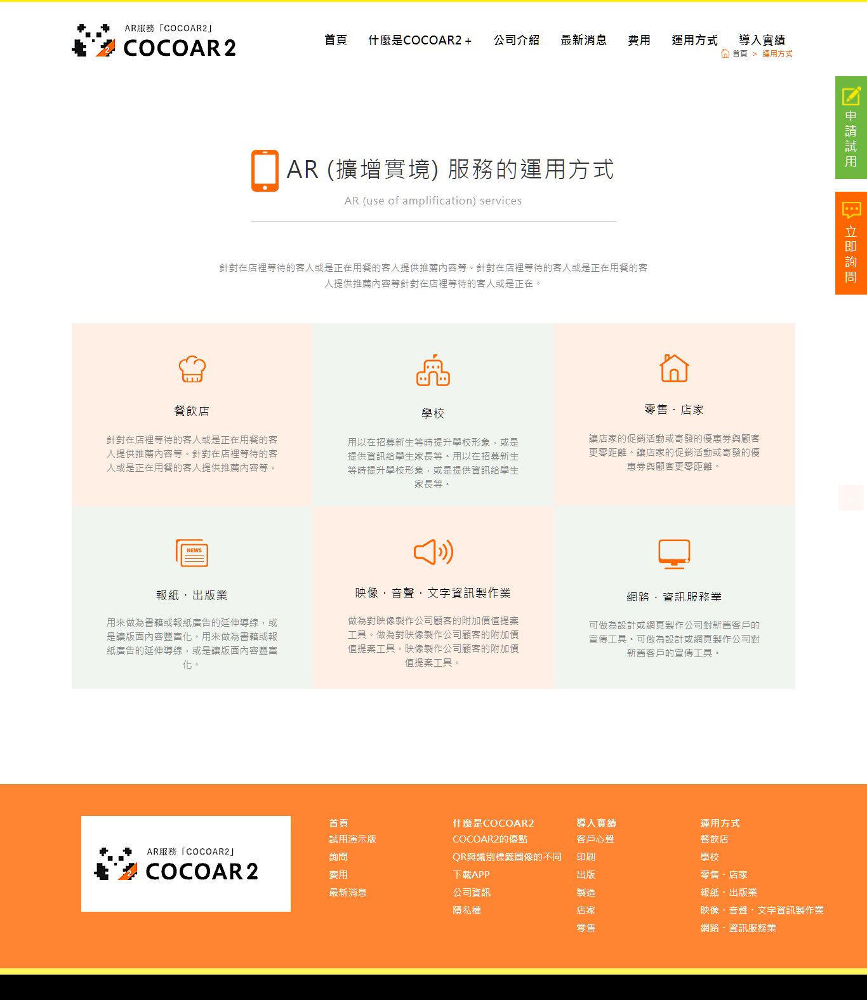 AR服務「COCOAR2」
COCOAR2
首頁
什麼是COCOAR2+
公司介紹
最新消息
費用
運用方式
導入實績
首頁 > 運用方式
申請試用
立即詢問
AR (擴增實境) 服務的運用方式
AR (use of amplification) services
針對在店裡等待的客人或是正在用餐的客人提供推薦內容等。針對在店裡等待的客人或是正在用餐的客
人提供推薦內容等針對在店裡等待的客人或是正在。
餐飲店
針對在店裡等待的客人或是正在用餐的客
人提供推薦內容等。針對在店裡等待的客
人或是正在用餐的客人提供推薦內容等。
學校
用以在招募新生等時提升學校形象，或是
提供資訊給學生家長等。用以在招募新生
等時提升學校形象，或是提供資訊給學生
家長等。
零售・店家
讓店家的促銷活動或寄發的優惠券與顧客
更零距離。讓店家的促銷活動或寄發的優
惠券與顧客更零距離。
NEWS
報紙・出版業
用來做為書籍或報紙廣告的延伸導線，或
是讓版面內容豐富化。用來做為書籍或報
紙廣告的延伸導線，或是讓版面內容豐富
化。
映像・音聲・文字資訊製作業
做為對映像製作公司顧客的附加價值提案
工具。做為對映像製作公司顧客的附加價
值提案工具。映像製作公司顧客的附加價
值提案工具。
網路・資訊服務業
可做為設計或網頁製作公司對新舊客戶的
宣傳工具。可做為設計或網頁製作公司對
新舊客戶的宣傳工具。
AR服務「COCOAR2」
COCOAR2
首頁
試用演示版
詢問
費用
最新消息
什麼是COCOAR2
COCOAR2的優點
QR與識別標籤圖像的不同
下載APP
公司資訊
隱私權
導入實績
客戶心聲
印刷
出版
製造
店家
零售
運用方式
餐飲店
學校
零售・店家
報紙・出版業
映像・音聲・文字資訊製作業
網路・資訊服務業